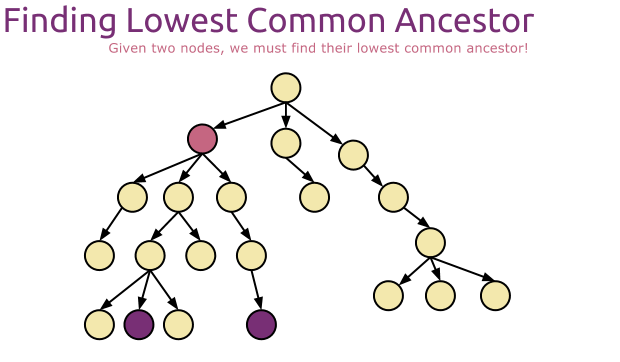 Finding Lowest Common Ancestor
Given two nodes, we must find their lowest common ancestor!